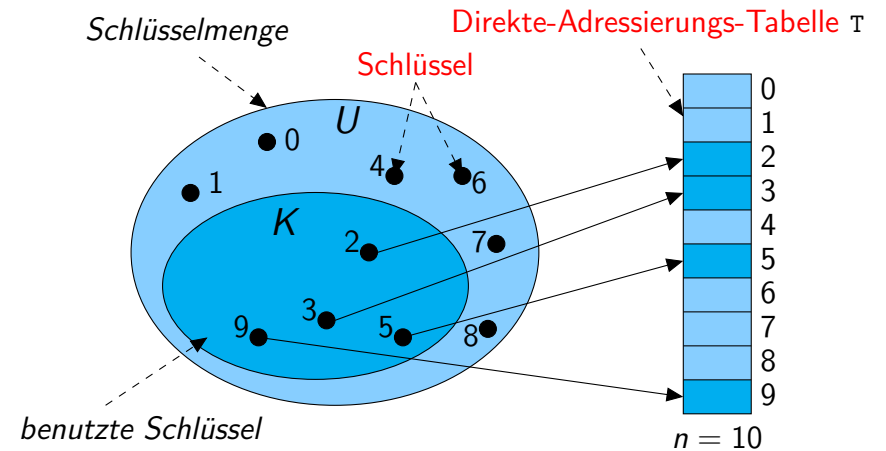 Direkte-Adressierungs-Tabelle T
Schlüsselmenge
Schlüssel
U
0
1
4
6
K
2
7
3
9
5
8
benutzte Schlüssel
0
1
2
3
4
5
6
7
8
9
n = 10